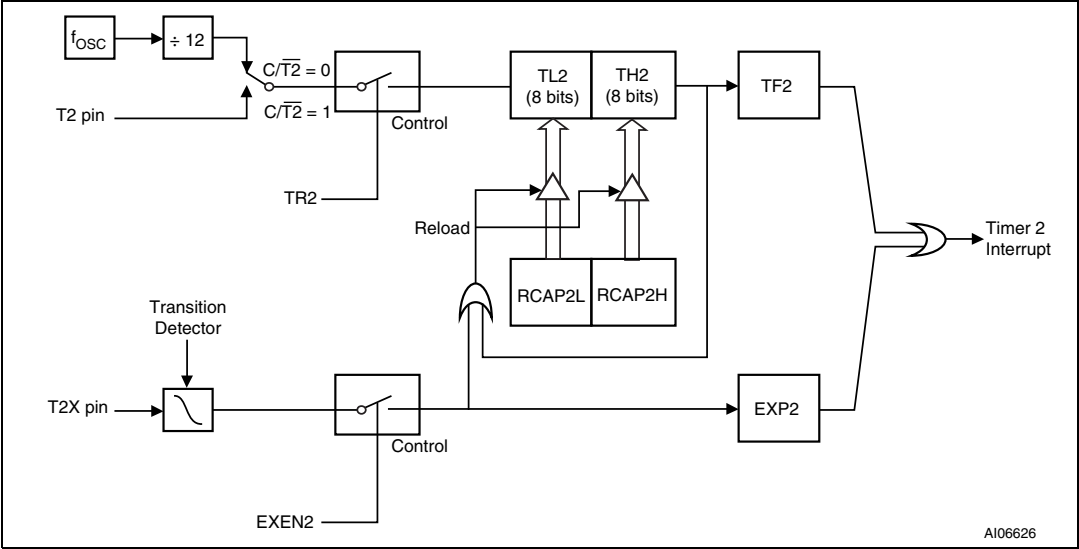 fOSC
÷ 12
C/T2 = 0
T2 pin
C/T2 = 1
Control
TR2
TL2
(8 bits)
TH2
(8 bits)
TF2
Reload
Timer 2
Interrupt
RCAP2L
RCAP2H
Transition
Detector
T2X pin
Control
EXP2
EXEN2
AI06626